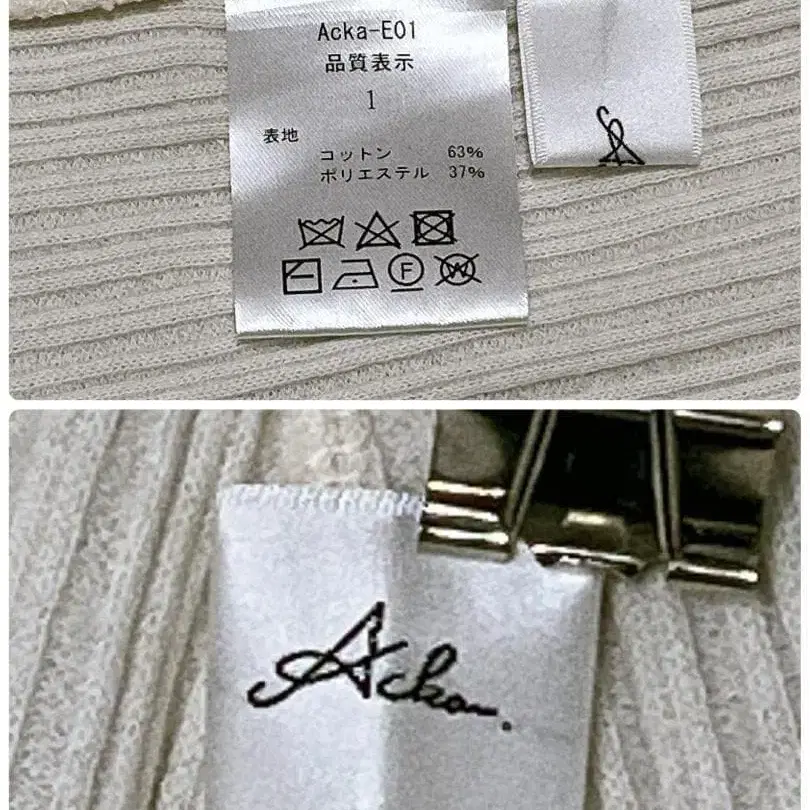 Acka-E01
品質表示
1
表地
コットン 63%
ポリエステル 37%
F
W
Acka.